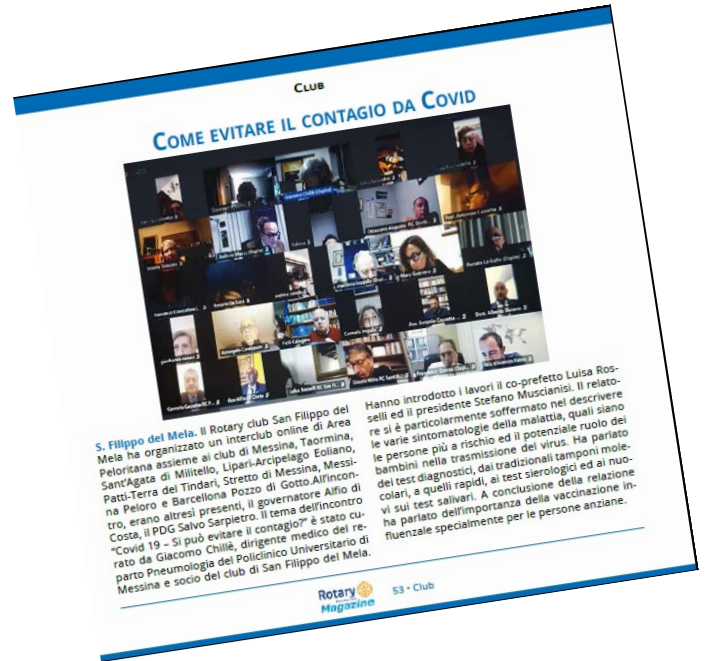 CLUB
COME EVITARE IL CONTAGIO DA COVID
S. Filippo del Mela. Il Rotary club San Filippo del
Mela ha organizzato un interclub online di Area
Peloritana assieme ai club di Messina, Taormina,
Sant'Agata di Militello, Lipari-Arcipelago Eoliano,
Patti-Terra del Tindari, Stretto di Messina, Messi-
na Peloro e Barcellona Pozzo di Gotto.All'incon-
tro, erano altresì presenti, il governatore Alfio di
Costa, il PDG Salvo Sarpietro. Il tema dell'incontro
"Covid 19 – Si può evitare il contagio?" è stato cu-
rato da Giacomo Chillè, dirigente medico del re-
parto Pneumologia del Policlinico Universitario di
Messina e socio del club di San Filippo del Mela.
Hanno introdotto i lavori il co-prefetto Luisa Ros-
selli ed il presidente Stefano Muscianisi. Il relato-
re si è particolarmente soffermato nel descrivere
le varie sintomatologie della malattia, quali siano
le persone più a rischio ed il potenziale ruolo dei
bambini nella trasmissione del virus. Ha parlato
dei test diagnostici, dai tradizionali tamponi mole-
colari, a quelli rapidi, ai test sierologici ed ai nuo-
vi sui test salivari. A conclusione della relazione
ha parlato dell'importanza della vaccinazione in-
fluenzale specialmente per le persone anziane.
Rotary
Magazine
53 • Club